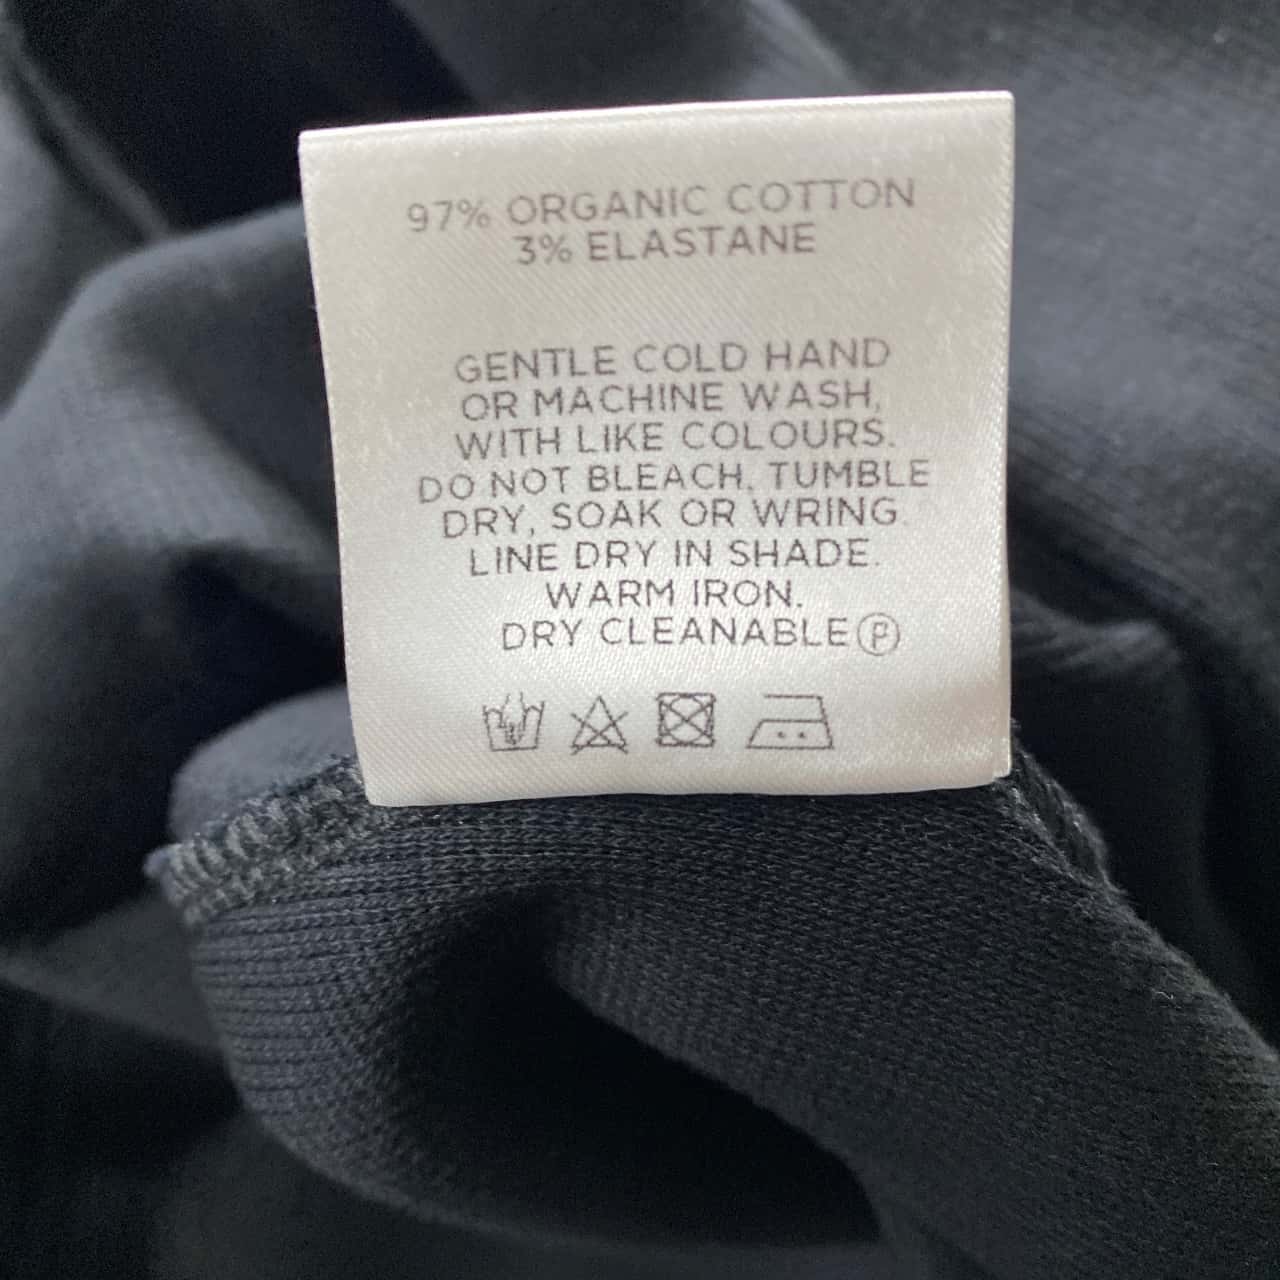 97% ORGANIC COTTON
3% ELASTANE
GENTLE COLD HAND
OR MACHINE WASH,
WITH LIKE COLOURS.
DO NOT BLEACH, TUMBLE
DRY, SOAK OR WRING.
LINE DRY IN SHADE.
WARM IRON.
DRY CLEANABLE Ⓟ